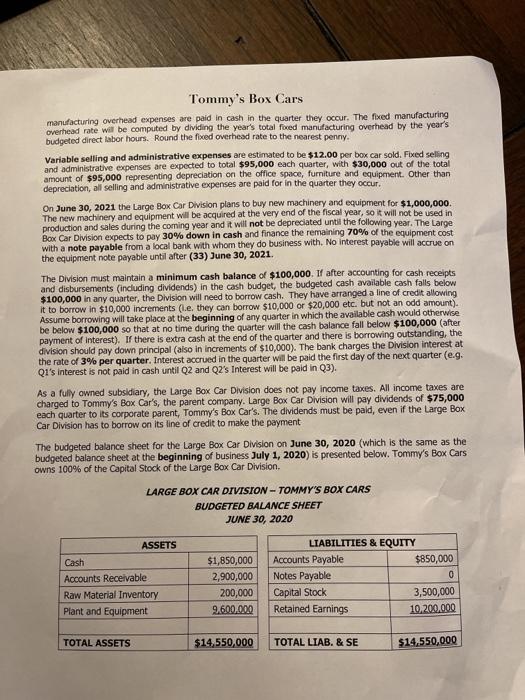 Tommy's Box Cars
manufacturing overhead expenses are paid in cash in the quarter they occur. The fixed manufacturing
overhead rate will be computed by dividing the year's total fixed manufacturing overhead by the year's
budgeted direct labor hours. Round the fixed overhead rate to the nearest penny.
Variable selling and administrative expenses are estimated to be $12.00 per box car sold. Fixed selling
and administrative expenses are expected to total $95,000 each quarter, with $30,000 out of the total
amount of $95,000 representing depreciation on the office space, furniture and equipment. Other than
depreciation, all selling and administrative expenses are paid for in the quarter they occur.
On June 30, 2021 the Large Box Car Division plans to buy new machinery and equipment for $1,000,000.
The new machinery and equipment will be acquired at the very end of the fiscal year, so it will not be used in
production and sales during the coming year and it will not be depreciated until the following year. The Large
Box Car Division expects to pay 30% down in cash and finance the remaining 70% of the equipment cost
with a note payable from a local bank with whom they do business with. No interest payable will accrue on
the equipment note payable until after (33) June 30, 2021.
The Division must maintain a minimum cash balance of $100,000. If after accounting for cash receipts
and disbursements (including dividends) in the cash budget, the budgeted cash available cash falls below
$100,000 in any quarter, the Division will need to borrow cash. They have arranged a line of credit allowing
it to borrow in $10,000 increments (i.e. they can borrow $10,000 or $20,000 etc. but not an odd amount).
Assume borrowing will take place at the beginning of any quarter in which the available cash would otherwise
be below $100,000 so that at no time during the quarter will the cash balance fall below $100,000 (after
payment of interest). If there is extra cash at the end of the quarter and there is borrowing outstanding, the
division should pay down principal (also in increments of $10,000). The bank charges the Division interest at
the rate of 3% per quarter. Interest accrued in the quarter will be paid the first day of the next quarter (e.g.
Q1's interest is not paid in cash until Q2 and Q2's Interest will be paid in Q3).
As a fully owned subsidiary, the Large Box Car Division does not pay income taxes. All income taxes are
charged to Tommy's Box Car's, the parent company. Large Box Car Division will pay dividends of $75,000
each quarter to its corporate parent, Tommy's Box Car's. The dividends must be paid, even if the Large Box
Car Division has to borrow on its line of credit to make the payment
The budgeted balance sheet for the Large Box Car Division on June 30, 2020 (which is the same as the
budgeted balance sheet at the beginning of business July 1, 2020) is presented below. Tommy's Box Cars
owns 100% of the Capital Stock of the Large Box Car Division.
LARGE BOX CAR DIVISION – TOMMY'S BOX CARS
BUDGETED BALANCE SHEET
JUNE 30, 2020
ASSETS LIABILITIES & EQUITY
Cash $1,850,000 Accounts Payable $850,000
Accounts Receivable 2,900,000 Notes Payable 0
Raw Material Inventory 200,000 Capital Stock 3,500,000
Plant and Equipment 9,600,000 Retained Earnings 10,200,000
TOTAL ASSETS $14,550,000 TOTAL LIAB. & SE $14,550,000